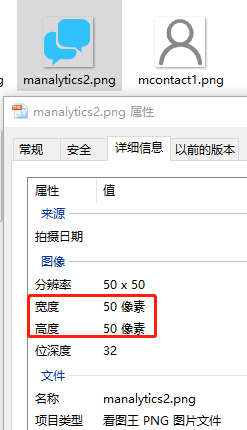 manalytics2.png
mcontact1.png
manalytics2.png 属性
常规 安全 详细信息 以前的版本
属性 值
来源
拍摄日期
图像
分辨率 50 x 50
宽度 50 像素
高度 50 像素
位深度 32
文件
名称 manalytics2.png
项目类型 看图王 PNG 图片文件